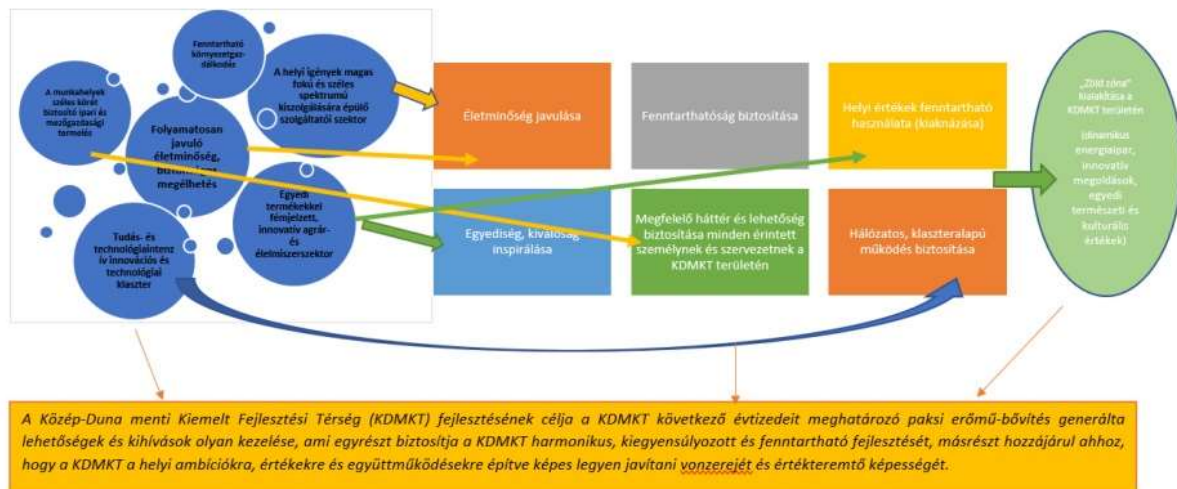 Fenntartható
környezetgaz-
dálkodás
A munkahelyek
széles körét
biztosító ipari és
mezőgazdasági
termelés
A helyi igények magas
fokú és széles
spektrumú
kiszolgálására épülő
szolgáltatói szektor
Folyamatosan
javuló
életminőség,
biztonságos
megélhetés
Egyedi
termékekkel
fémjelzett,
innovatív agrár-
és
élelmiszerszektor
Tudás- és
technológiaintenz
ív innovációs és
technológiai
klaszter
Életminőség javulása
Fenntarthatóság biztosítása
Helyi értékek fenntartható
használata (kiaknázása)
Egyediség, kiválóság
inspirálása
Megfelelő háttér és lehetőség
biztosítása minden érintett
személynek és szervezetnek a
KDMKT területén
Hálózatos, klaszteralapú
működés biztosítása
„Zöld zóna”
kialakítása a
KDMKT területén
(dinamikus
energiaipar,
innovatív
megoldások,
egyedi
természeti és
kulturális
értékek)
A Közép-Duna menti Kiemelt Fejlesztési Térség (KDMKT) fejlesztésének célja a KDMKT következő évtizedeit meghatározó paksi erőmű-bővítés generálta
lehetőségek és kihívások olyan kezelése, ami egyrészt biztosítja a KDMKT harmonikus, kiegyensúlyozott és fenntartható fejlesztését, másrészt hozzájárul ahhoz,
hogy a KDMKT a helyi ambíciókra, értékekre és együttműködésekre építve képes legyen javítani vonzerejét és értékteremtő képességét.